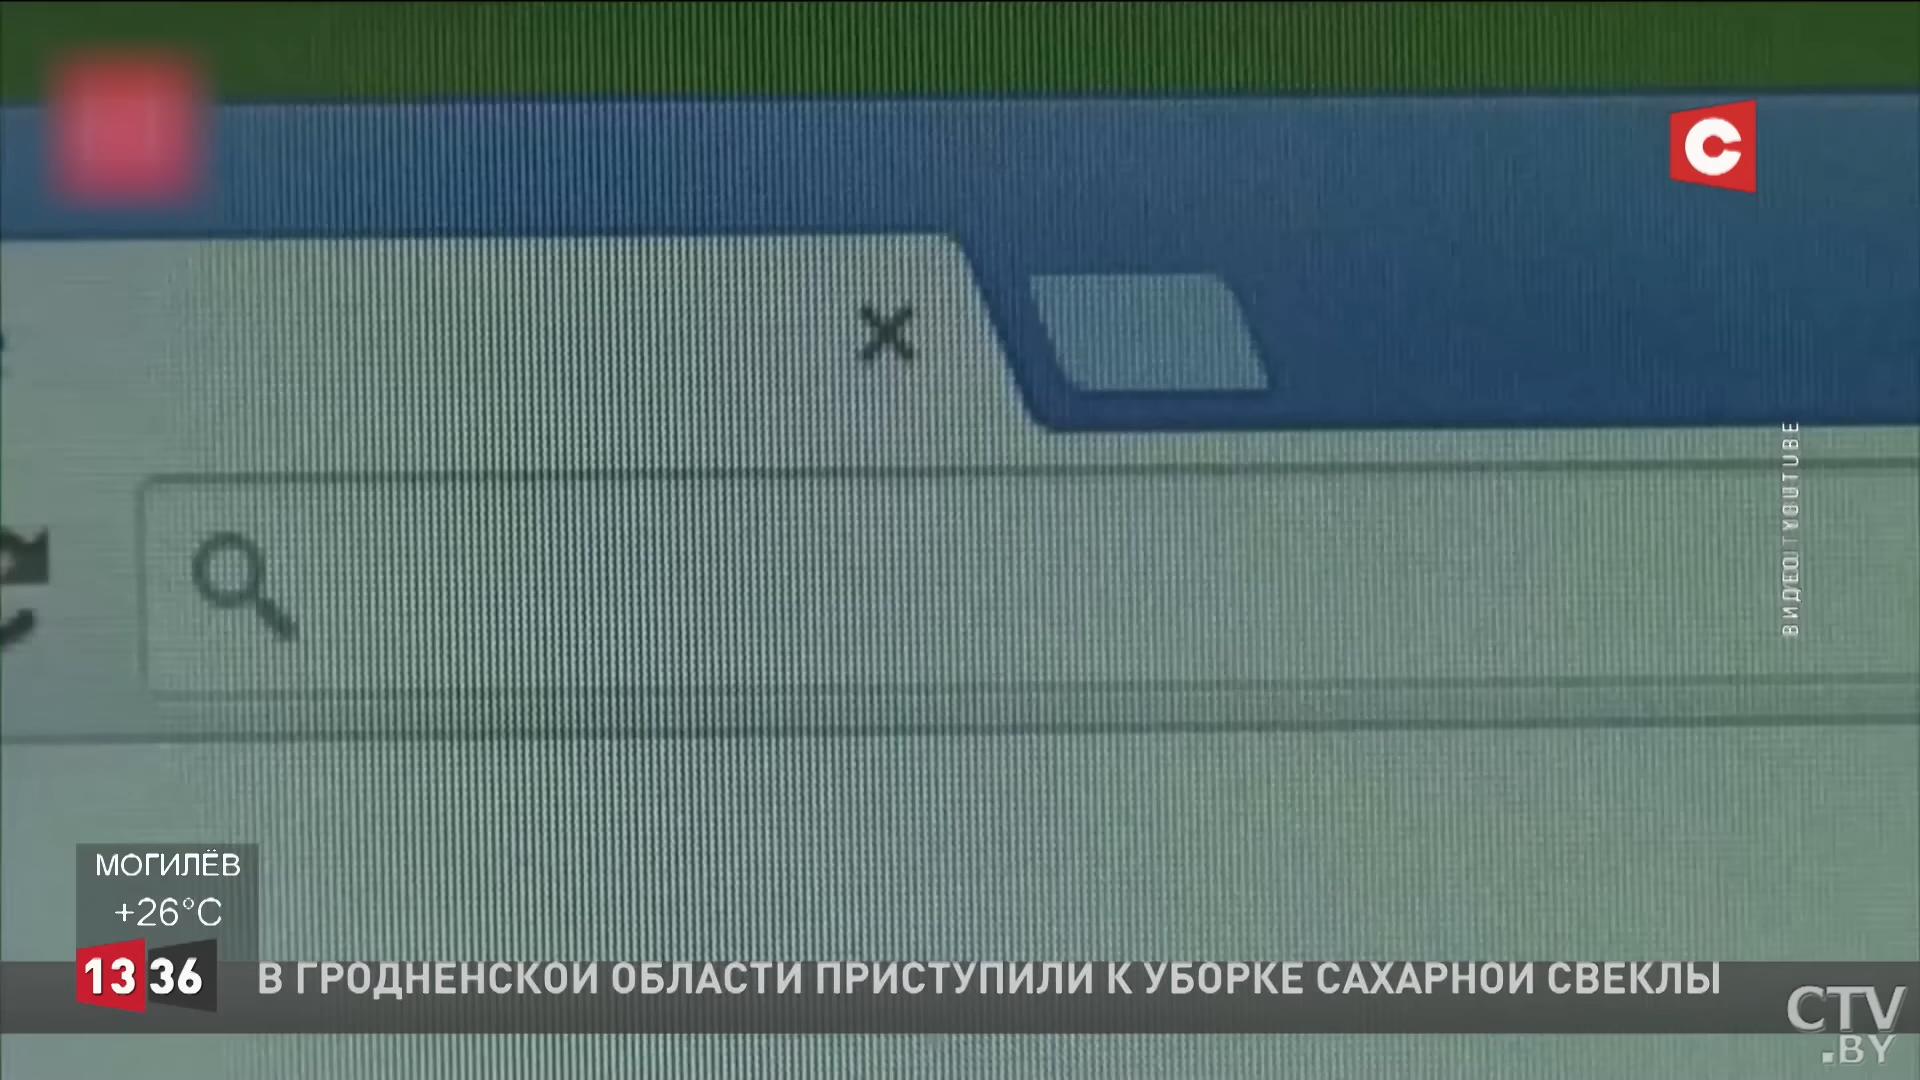 C
ВИДЕО YOUTUBE
МОГИЛЁВ
+26°C
13 36
В ГРОДНЕНСКОЙ ОБЛАСТИ ПРИСТУПИЛИ К УБОРКЕ САХАРНОЙ СВЕКЛЫ
CTV
.BY